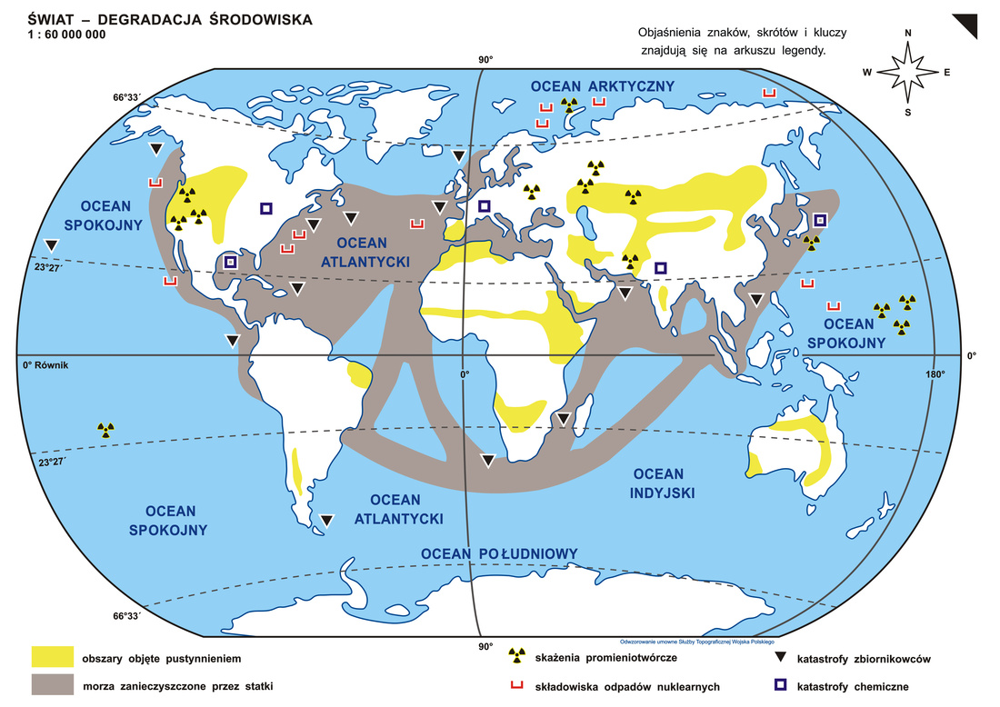 ŚWIAT – DEGRADACJA ŚRODOWISKA
1 : 60 000 000
Objaśnienia znaków, skrótów i kluczy
znajdują się na arkuszu legendy.
N
W
E
S
90°
66°33´
OCEAN ARKTYCZNY
OCEAN
SPOKOJNY
OCEAN
ATLANTYCKI
23°27´
OCEAN
SPOKOJNY
0° Równik
0°
180°
0°
23°27´
OCEAN
INDYJSKI
OCEAN
SPOKOJNY
OCEAN
ATLANTYCKI
OCEAN POŁUDNIOWY
66°33´
90°
Odwzorowanie umowne Służby Topograficznej Wojska Polskiego
obszary objęte pustynnieniem
skażenia promieniotwórcze
katastrofy zbiornikowców
morza zanieczyszczone przez statki
składowiska odpadów nuklearnych
katastrofy chemiczne